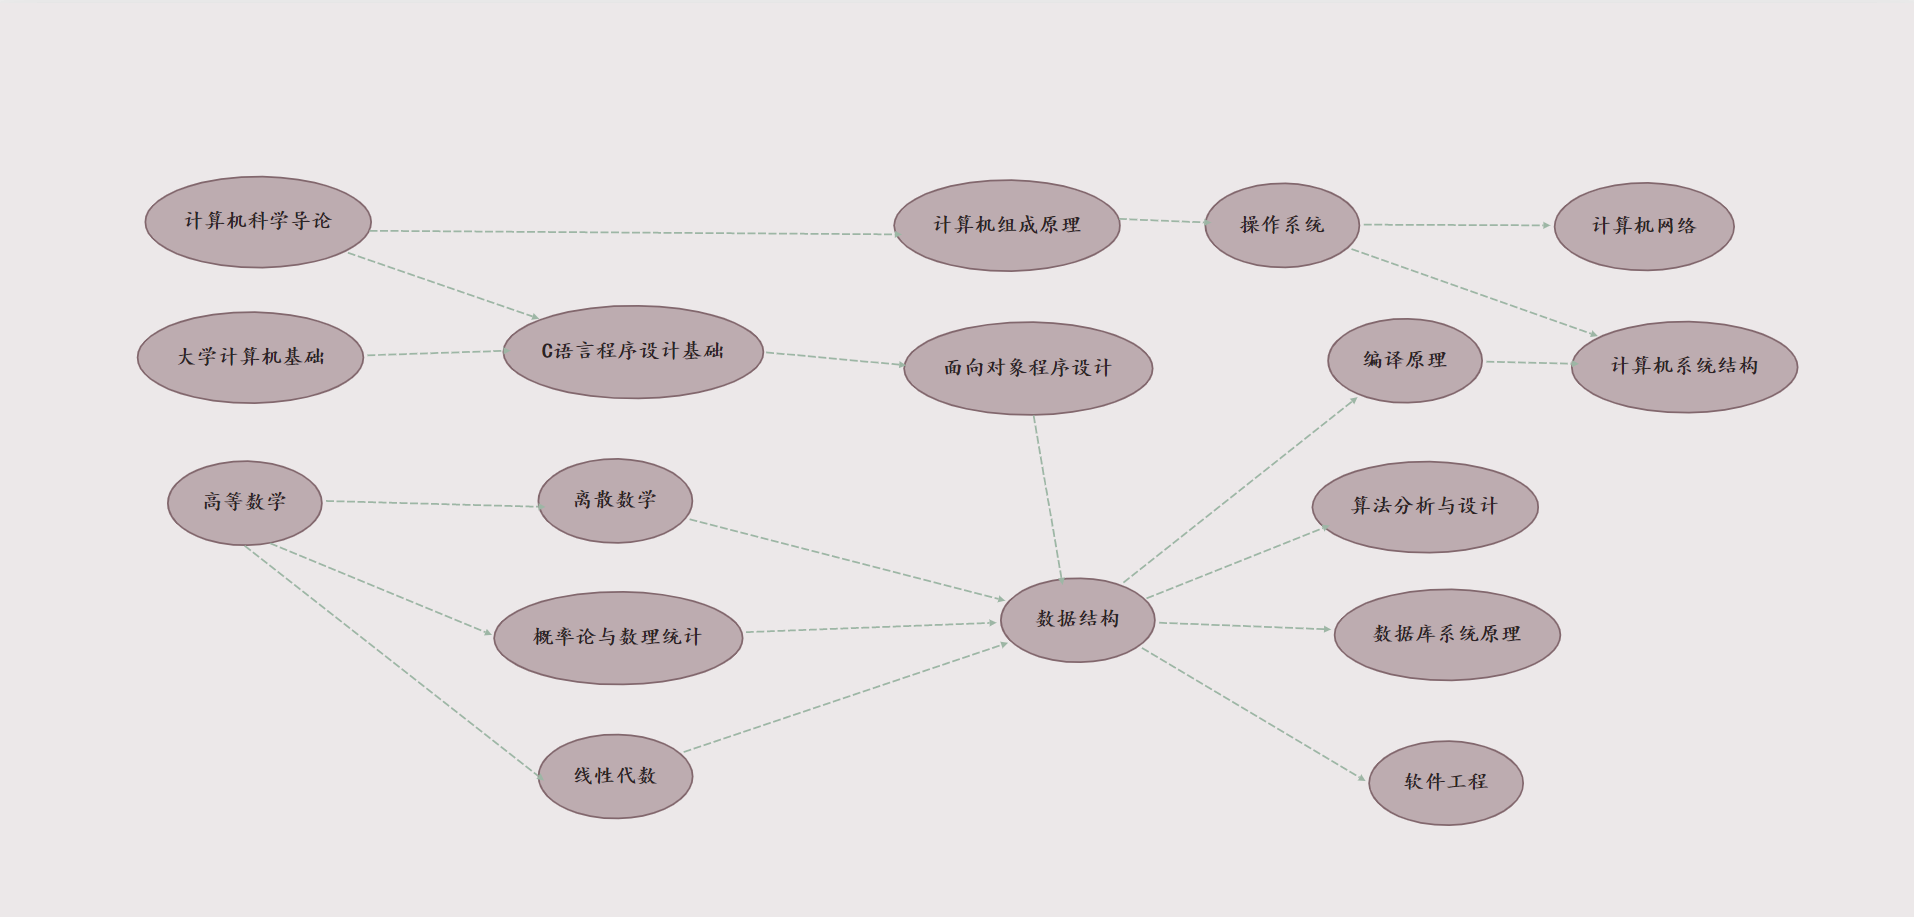 计算机科学导论
计算机组成原理
操作系统
计算机网络
大学计算机基础
C语言程序设计基础
面向对象程序设计
编译原理
计算机系统结构
高等数学
离散数学
算法分析与设计
概率论与数理统计
数据结构
数据库系统原理
线性代数
软件工程